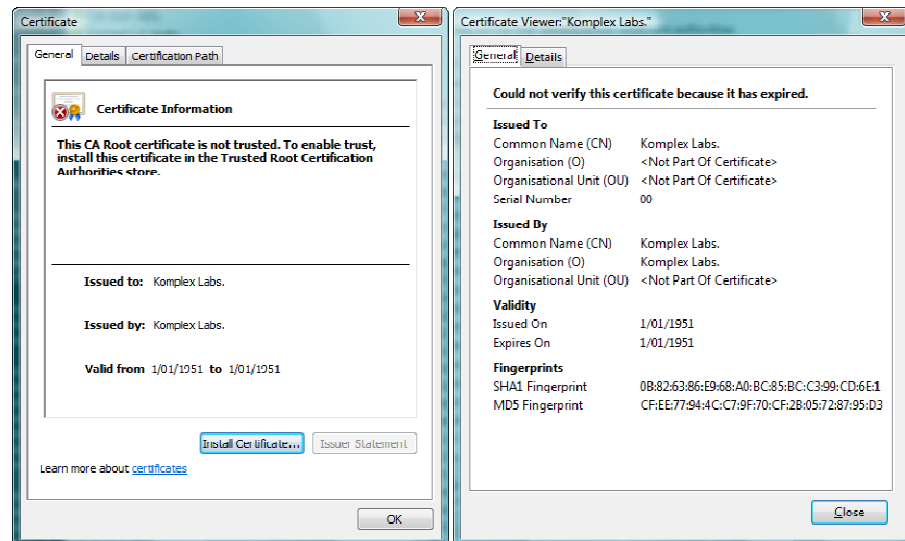 Certificate
General Details Certification Path
Certificate Information
This CA Root certificate is not trusted. To enable trust,
install this certificate in the Trusted Root Certification
Authorities store.
Issued to: Komplex Labs.
Issued by: Komplex Labs.
Valid from 1/01/1951 to 1/01/1951
Install Certificate... Issuer Statement
Learn more about certificates
OK
Certificate Viewer:"Komplex Labs."
General Details
Could not verify this certificate because it has expired.
Issued To
Common Name (CN) Komplex Labs.
Organisation (O) <Not Part Of Certificate>
Organisational Unit (OU) <Not Part Of Certificate>
Serial Number 00
Issued By
Common Name (CN) Komplex Labs.
Organisation (O) Komplex Labs.
Organisational Unit (OU) <Not Part Of Certificate>
Validity
Issued On 1/01/1951
Expires On 1/01/1951
Fingerprints
SHA1 Fingerprint 0B:82:63:86:E9:68:A0:BC:85:BC:C3:99:CD:6E:1
MD5 Fingerprint CF:EE:77:94:4C:C7:9F:70:CF:2B:05:72:87:95:D3
Close